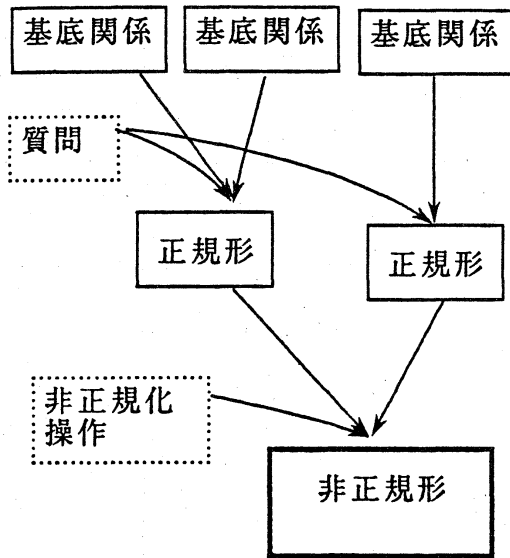 基底関係
基底関係
基底関係
質問
正規形
正規形
非正規化
操作
非正規形